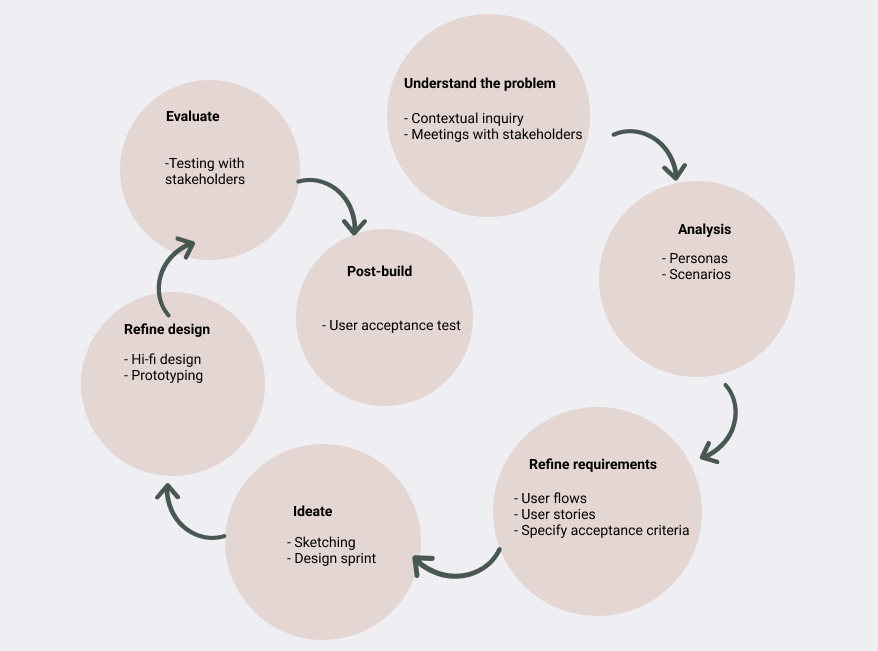 Understand the problem
- Contextual inquiry
- Meetings with stakeholders
Analysis
- Personas
- Scenarios
Refine requirements
- User flows
- User stories
- Specify acceptance criteria
Ideate
- Sketching
- Design sprint
Refine design
- Hi-fi design
- Prototyping
Evaluate
-Testing with
stakeholders
Post-build
- User acceptance test